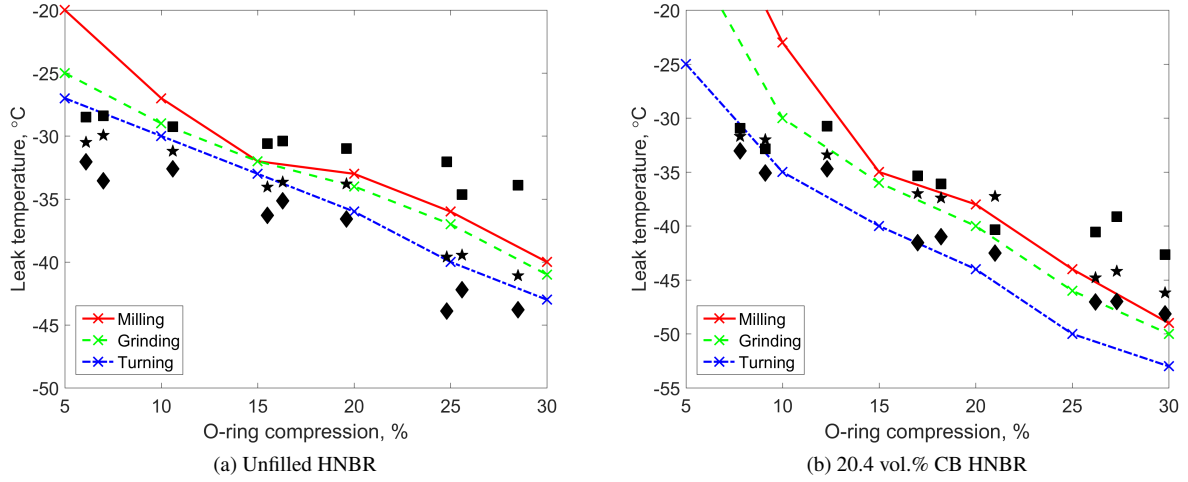 -20
-25
-30
-35
-40
-45
-50
Leak temperature, °C
Milling
Grinding
Turning
5 10 15 20 25 30
O-ring compression, %
(a) Unfilled HNBR
-20
-25
-30
-35
-40
-45
-50
-55
Leak temperature, °C
Milling
Grinding
Turning
5 10 15 20 25 30
O-ring compression, %
(b) 20.4 vol.% CB HNBR